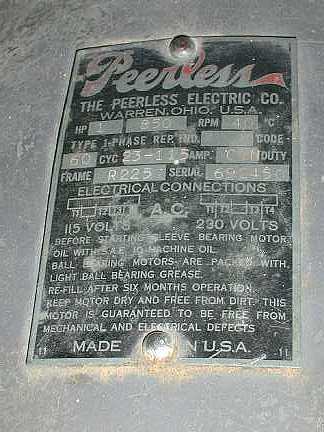 Peerless
THE PEERLESS ELECTRIC CO.
WARREN, OHIO, U.S.A.
HP 1 RPM 40 °C
TYPE 1-PHASE REP. IND. CODE
60 CYC AMP. DUTY
FRAME R225 SERIAL
ELECTRICAL CONNECTIONS
A.C.
115 VOLTS 230 VOLTS
BEFORE STARTING SLEEVE BEARING MOTOR
OIL WITH S.A.E. 10 MACHINE OIL
BALL BEARING MOTORS ARE PACKED WITH
LIGHT BALL BEARING GREASE.
RE-FILL AFTER SIX MONTHS OPERATION.
KEEP MOTOR DRY AND FREE FROM DIRT. THIS
MOTOR IS GUARANTEED TO BE FREE FROM
MECHANICAL AND ELECTRICAL DEFECTS
11 MADE IN U.S.A. 11